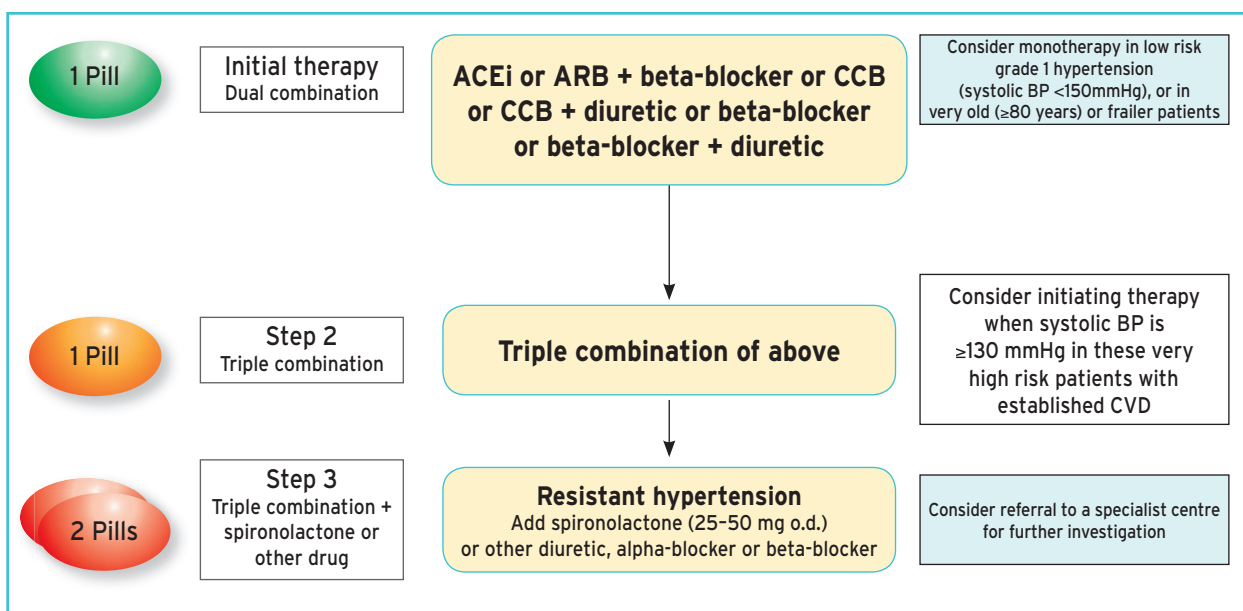 1 Pill
Initial therapy
Dual combination
ACEi or ARB + beta-blocker or CCB
or CCB + diuretic or beta-blocker
or beta-blocker + diuretic
Consider monotherapy in low risk
grade 1 hypertension
(systolic BP <150mmHg), or in
very old (≥80 years) or frailer patients
1 Pill
Step 2
Triple combination
Triple combination of above
Consider initiating therapy
when systolic BP is
≥130 mmHg in these very
high risk patients with
established CVD
2 Pills
Step 3
Triple combination +
spironolactone or
other drug
Resistant hypertension
Add spironolactone (25–50 mg o.d.)
or other diuretic, alpha-blocker or beta-blocker
Consider referral to a specialist centre
for further investigation